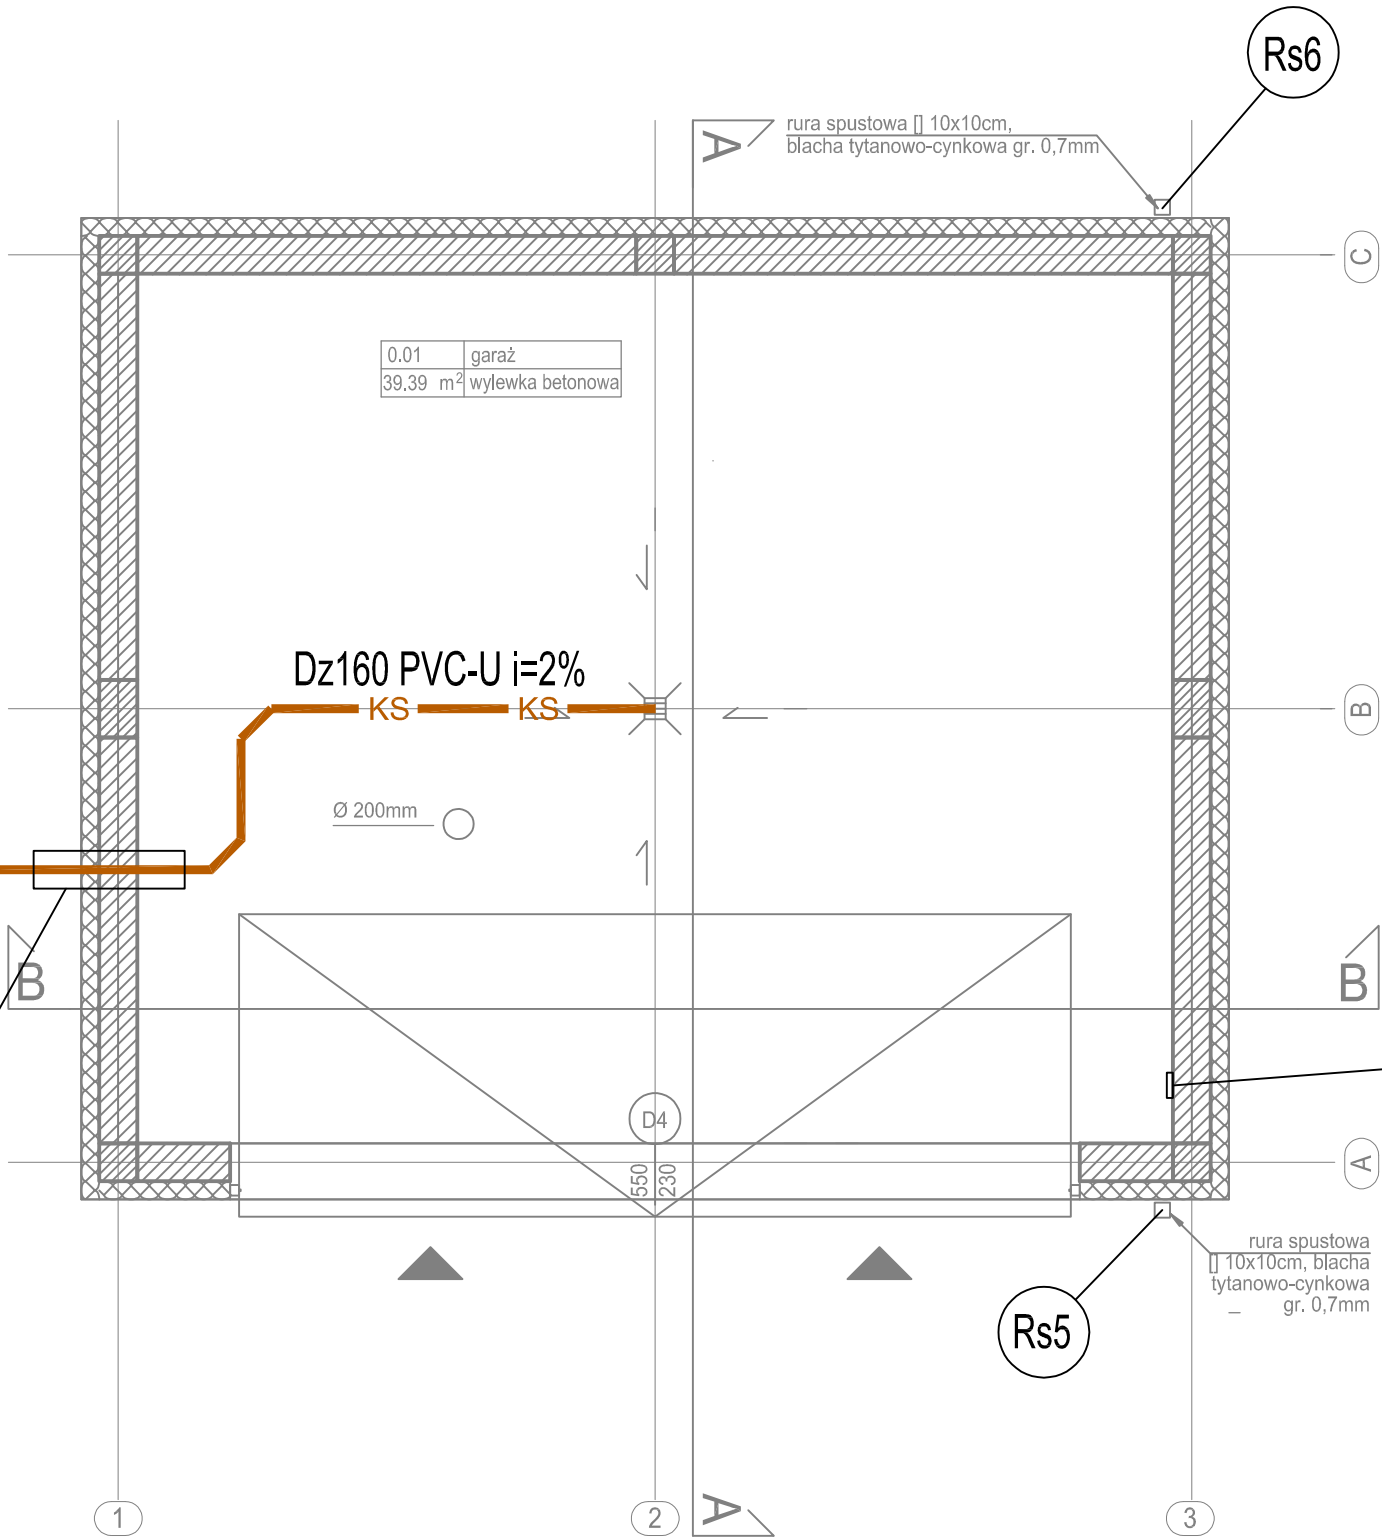 Rs6
rura spustowa [] 10x10cm,
blacha tytanowo-cynkowa gr. 0,7mm
A
C
0.01 garaż
39.39 m² wylewka betonowa
Dz160 PVC-U i=2%
KS KS
B
Ø 200mm
B
B
D4
550
230
A
rura spustowa
[] 10x10cm, blacha
tytanowo-cynkowa
gr. 0,7mm
Rs5
1
2
A
3